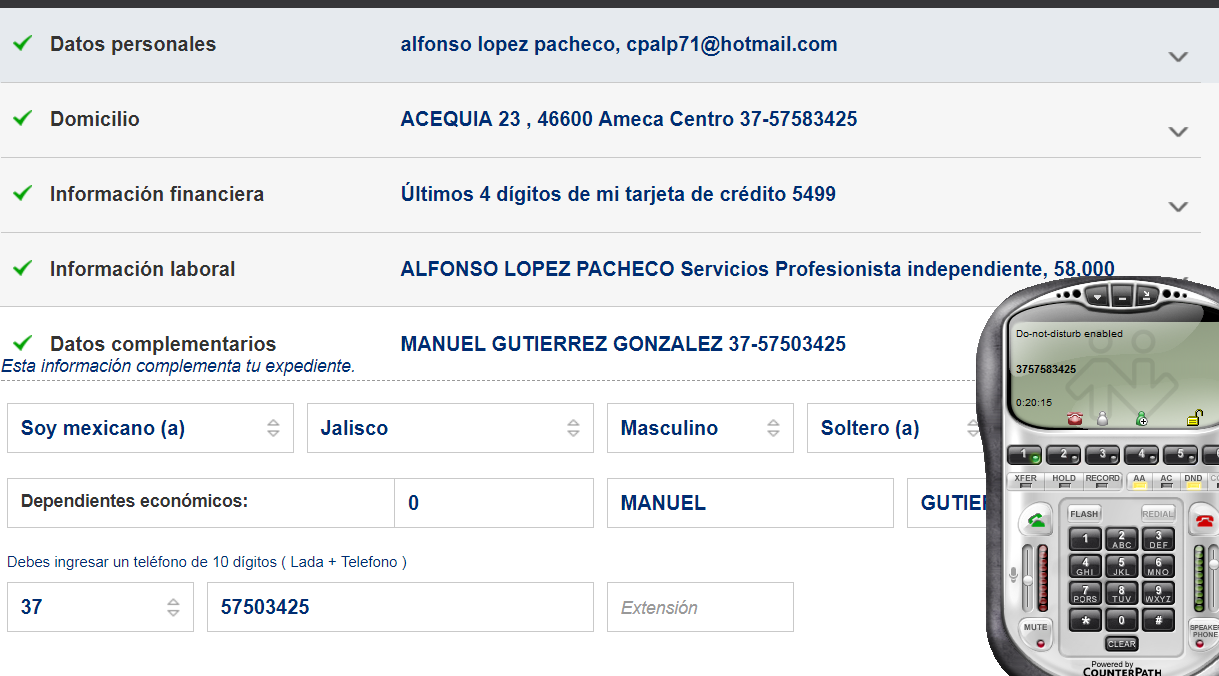 Datos personales alfonso lopez pacheco, cpalp71@hotmail.com
Domicilio ACEQUIA 23 , 46600 Ameca Centro 37-57583425
Información financiera Últimos 4 dígitos de mi tarjeta de crédito 5499
Información laboral ALFONSO LOPEZ PACHECO Servicios Profesionista independiente, 58,000
Datos complementarios MANUEL GUTIERREZ GONZALEZ 37-57503425
Esta información complementa tu expediente.
Soy mexicano (a) Jalisco Masculino Soltero (a)
Dependientes económicos: 0 MANUEL GUTIER
Debes ingresar un teléfono de 10 dígitos ( Lada + Telefono )
37 57503425 Extensión
Do-not-disturb enabled
3757583425
0:20:15
1 2 3 4 5
XFER HOLD RECORD AA AC DND
FLASH REDIAL
1 2 ABC 3 DEF
4 GHI 5 JKL 6 MNO
7 PQRS 8 TUV 9 WXYZ
* 0 #
MUTE CLEAR SPEAKER PHONE
Powered by
COUNTERPATH